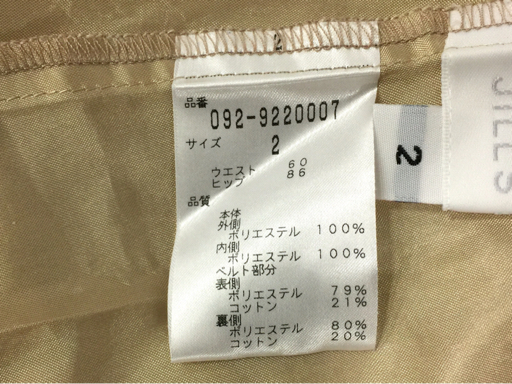 2
品番
092-9220007
サイズ 2
ウエスト 60
ヒップ 86
品質
本体
外側
ポリエステル 100%
内側
ポリエステル 100%
ベルト部分
表側
ポリエステル 79%
コットン 21%
裏側
ポリエステル 80%
コットン 20%
2
JILLS